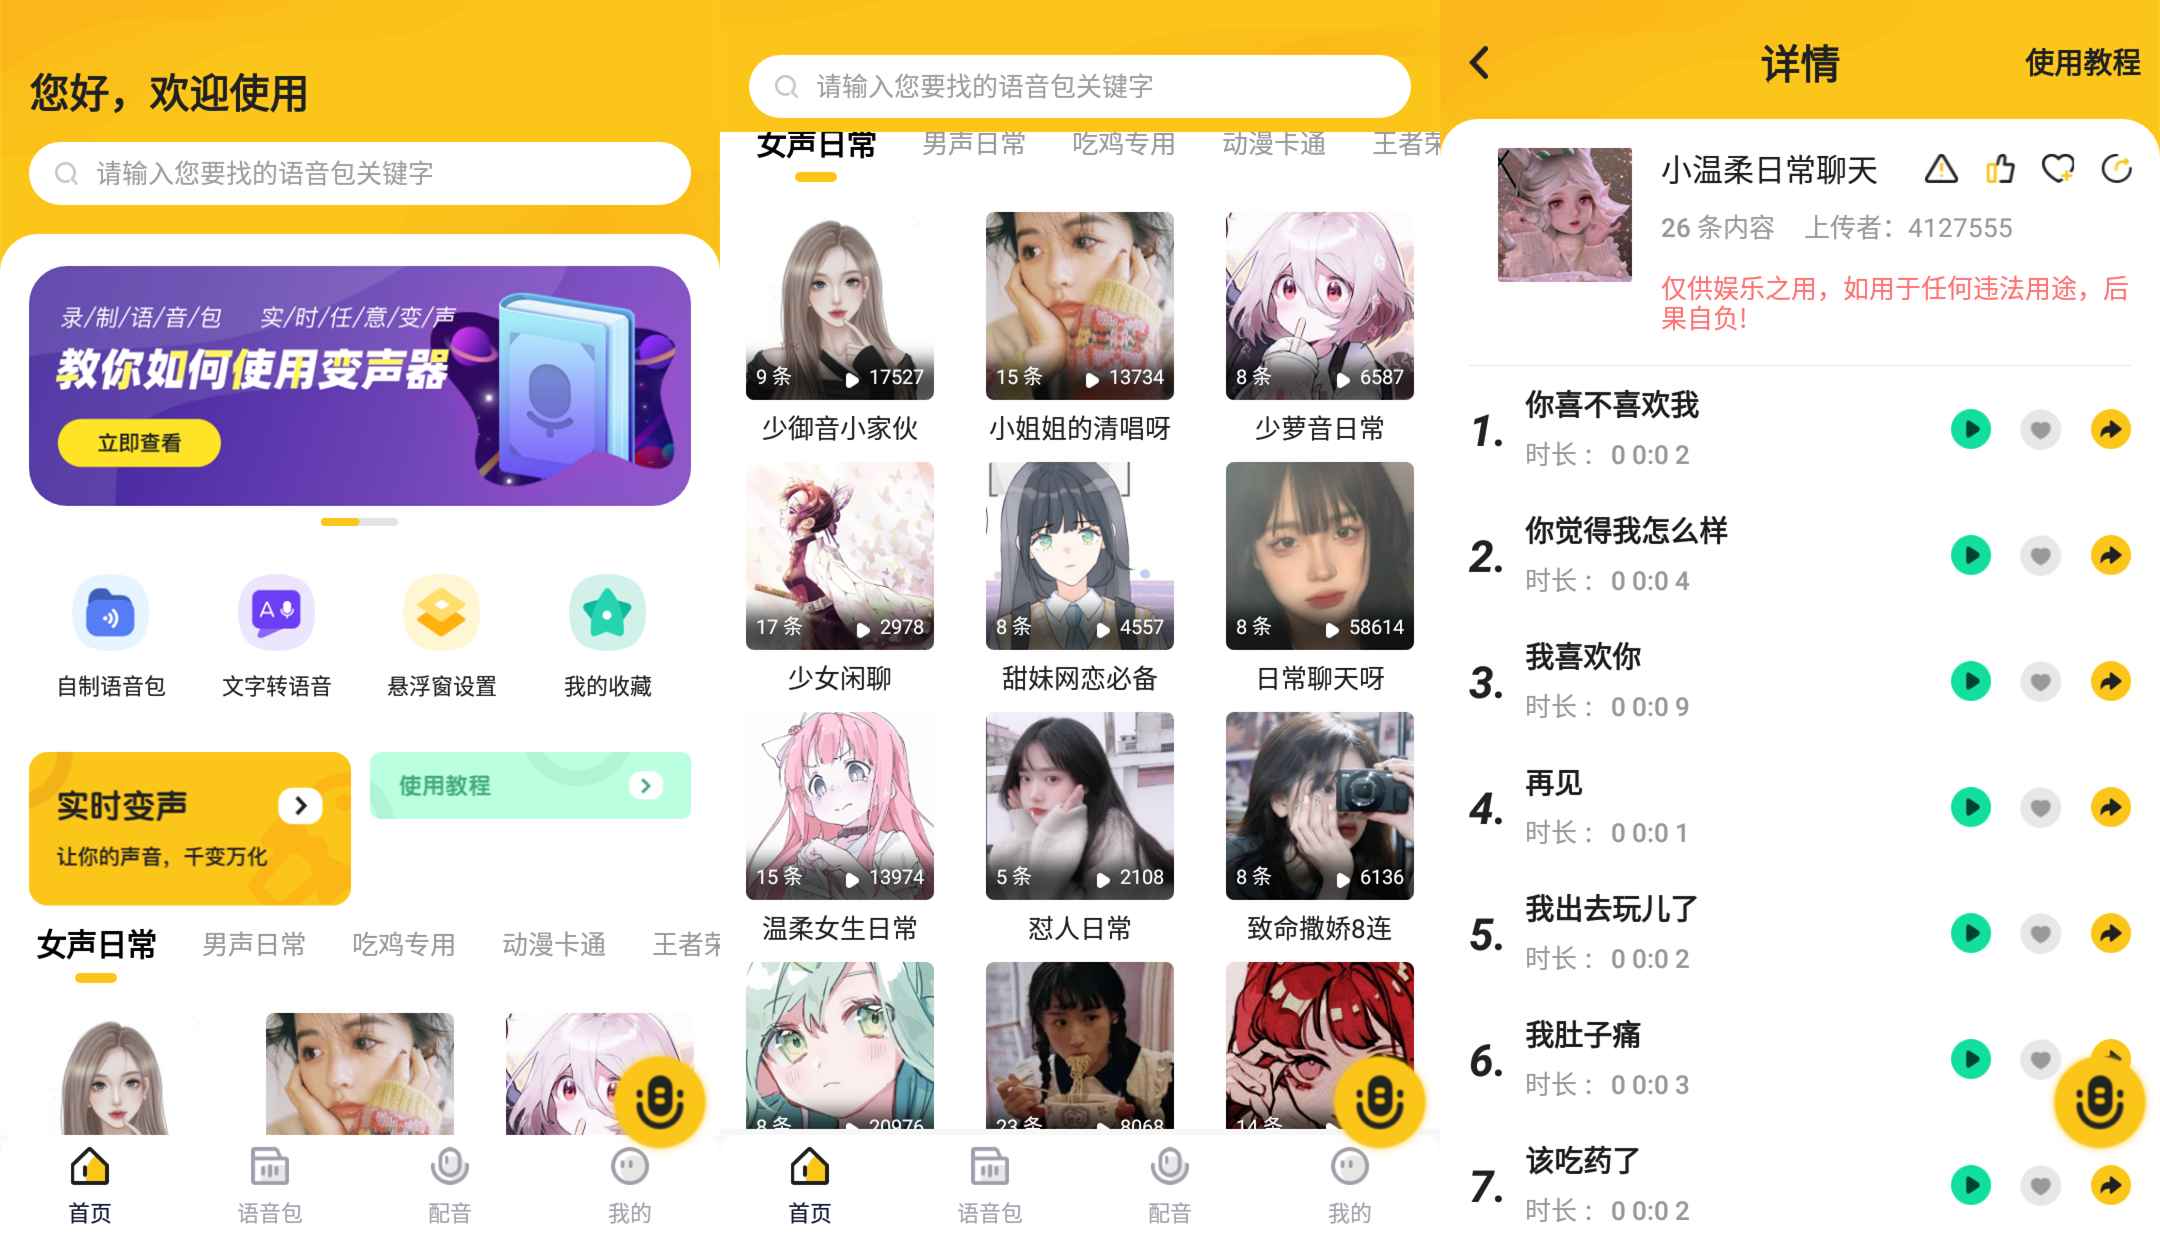 您好，欢迎使用
请输入您要找的语音包关键字
录/制/语/音/包 实/时/任/意/变/声
教你如何使用变声器
立即查看
自制语音包 文字转语音 悬浮窗设置 我的收藏
实时变声
让你的声音，千变万化
使用教程
女声日常 男声日常 吃鸡专用 动漫卡通 王者荣
首页 语音包 配音 我的
请输入您要找的语音包关键字
女声日常 男声日常 吃鸡专用 动漫卡通 王者荣
9 条 17527 15 条 13734 8 条 6587
少御音小家伙 小姐姐的清唱呀 少萝音日常
17 条 2978 8 条 4557 8 条 58614
少女闲聊 甜妹网恋必备 日常聊天呀
15 条 13974 5 条 2108 8 条 6136
温柔女生日常 怼人日常 致命撒娇8连
8 条 20976 23 条 8068 14 条
首页 语音包 配音 我的
详情 使用教程
小温柔日常聊天
26 条内容 上传者：4127555
仅供娱乐之用，如用于任何违法用途，后
果自负!
1. 你喜不喜欢我
时长： 0 0:0 2
2. 你觉得我怎么样
时长： 0 0:0 4
3. 我喜欢你
时长： 0 0:0 9
4. 再见
时长： 0 0:0 1
5. 我出去玩儿了
时长： 0 0:0 2
6. 我肚子痛
时长： 0 0:0 3
7. 该吃药了
时长： 0 0:0 2